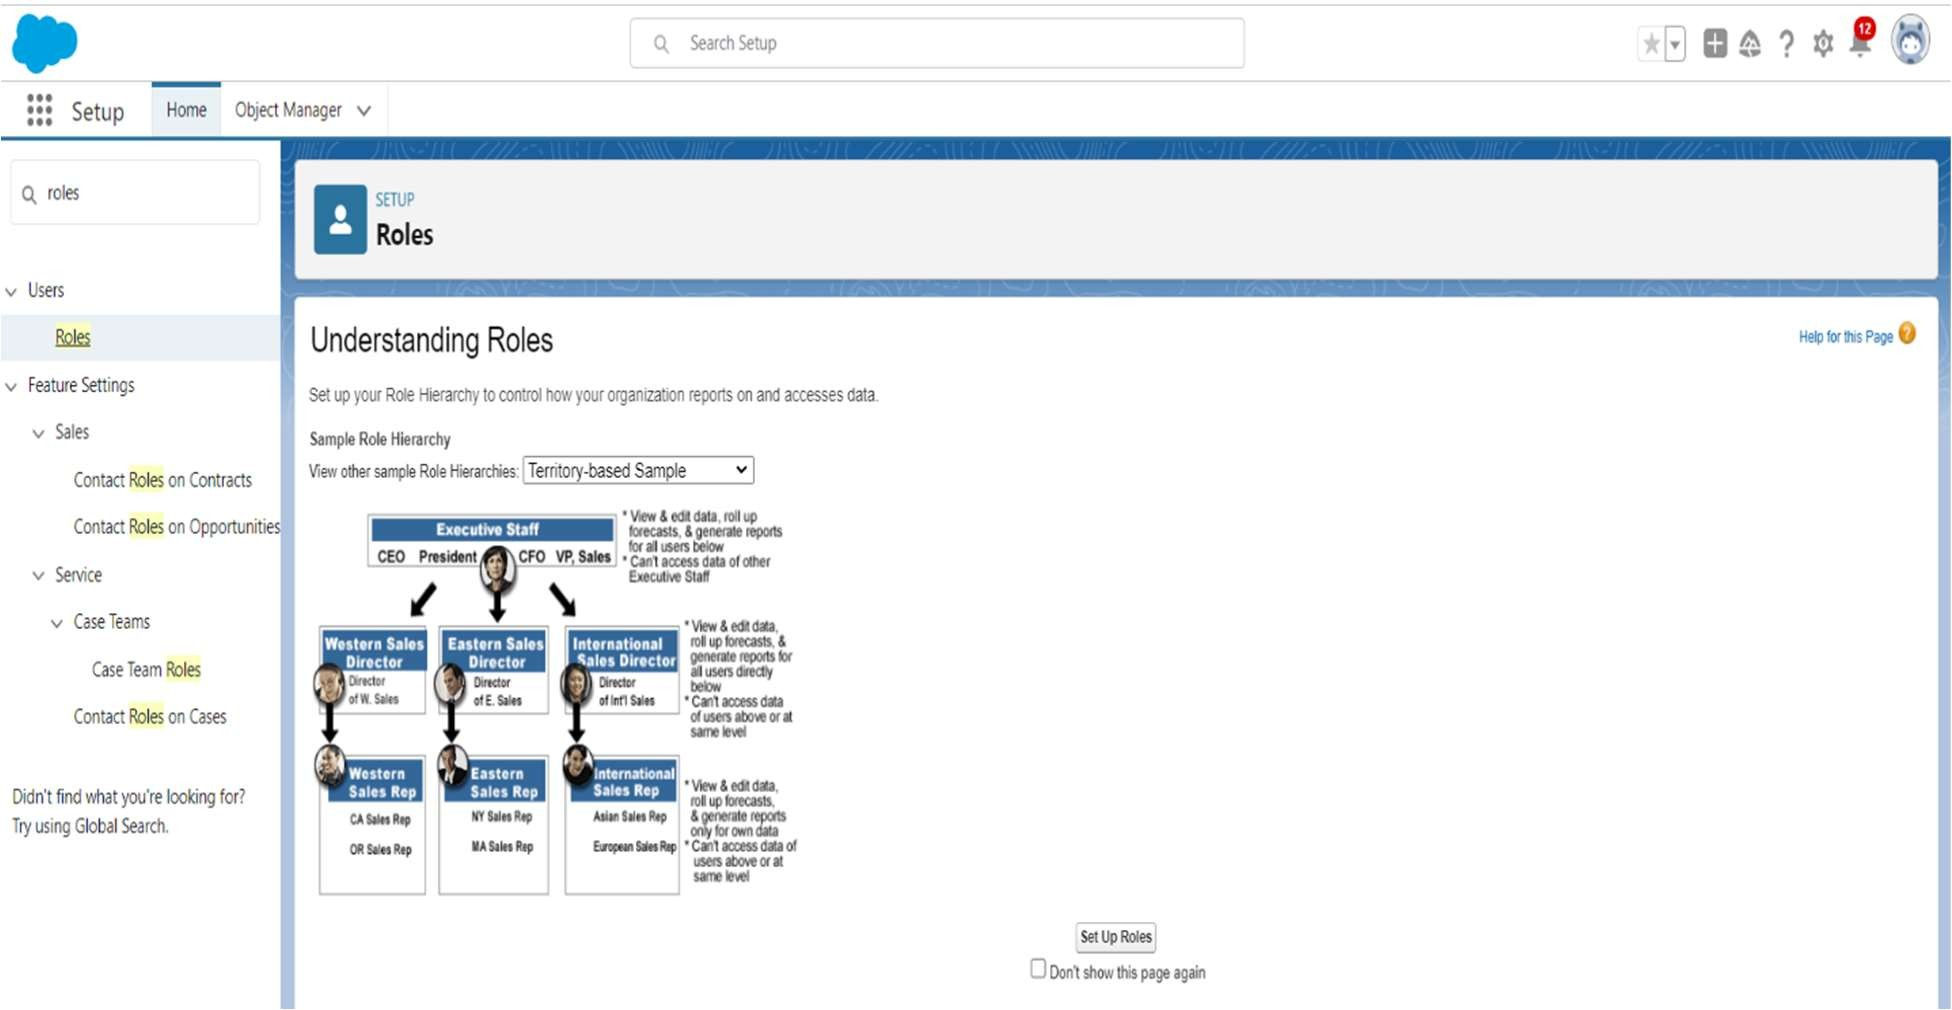 Search Setup
12
Setup
Home
Object Manager
roles
Users
Roles
Feature Settings
Sales
Contact Roles on Contracts
Contact Roles on Opportunities
Service
Case Teams
Case Team Roles
Contact Roles on Cases
Didn't find what you're looking for?
Try using Global Search.
SETUP
Roles
Understanding Roles
Help for this Page ?
Set up your Role Hierarchy to control how your organization reports on and accesses data.
Sample Role Hierarchy
View other sample Role Hierarchies: Territory-based Sample
Executive Staff
CEO President CFO VP, Sales
* View & edit data, roll up
forecasts, & generate reports
for all users below
* Can't access data of other
Executive Staff
Western Sales
Director
Director
of W. Sales
Eastern Sales
Director
Director
of E. Sales
International
Sales Director
Director
of Int'l Sales
* View & edit data,
roll up forecasts, &
generate reports for
all users directly
below
* Can't access data
of users above or at
same level
Western
Sales Rep
CA Sales Rep
OR Sales Rep
Eastern
Sales Rep
NY Sales Rep
MA Sales Rep
International
Sales Rep
Asian Sales Rep
European Sales Rep
* View & edit data,
roll up forecasts,
& generate reports
only for own data
* Can't access data of
users above or at
same level
Set Up Roles
Don't show this page again